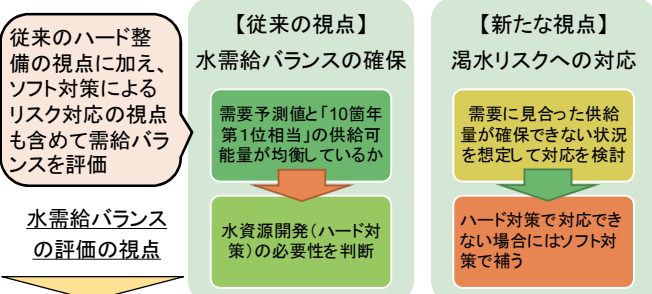 従来のハード整
備の視点に加え、
ソフト対策による
リスク対応の視点
も含めて需給バラ
ンスを評価
水需給バランス
の評価の視点
【従来の視点】
水需給バランスの確保
需要予測値と「10箇年
第1位相当」の供給可
能量が均衡しているか
水資源開発(ハード対
策)の必要性を判断
【新たな視点】
渇水リスクへの対応
需要に見合った供給
量が確保できない状況
を想定して対応を検討
ハード対策で対応でき
ない場合にはソフト対
策で補う